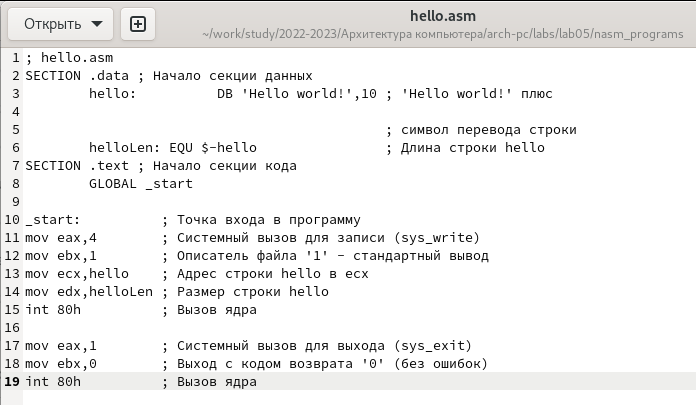 Открыть
hello.asm
~/work/study/2022-2023/Архитектура компьютера/arch-pc/labs/lab05/nasm_programs
1 ; hello.asm
2 SECTION .data ; Начало секции данных
3         hello:          DB 'Hello world!',10 ; 'Hello world!' плюс
4
5                                              ; символ перевода строки
6         helloLen: EQU $-hello                ; Длина строки hello
7 SECTION .text ; Начало секции кода
8         GLOBAL _start
9
10 _start:          ; Точка входа в программу
11 mov eax,4        ; Системный вызов для записи (sys_write)
12 mov ebx,1        ; Описатель файла '1' - стандартный вывод
13 mov ecx,hello    ; Адрес строки hello в ecx
14 mov edx,helloLen ; Размер строки hello
15 int 80h          ; Вызов ядра
16
17 mov eax,1        ; Системный вызов для выхода (sys_exit)
18 mov ebx,0        ; Выход с кодом возврата '0' (без ошибок)
19 int 80h          ; Вызов ядра